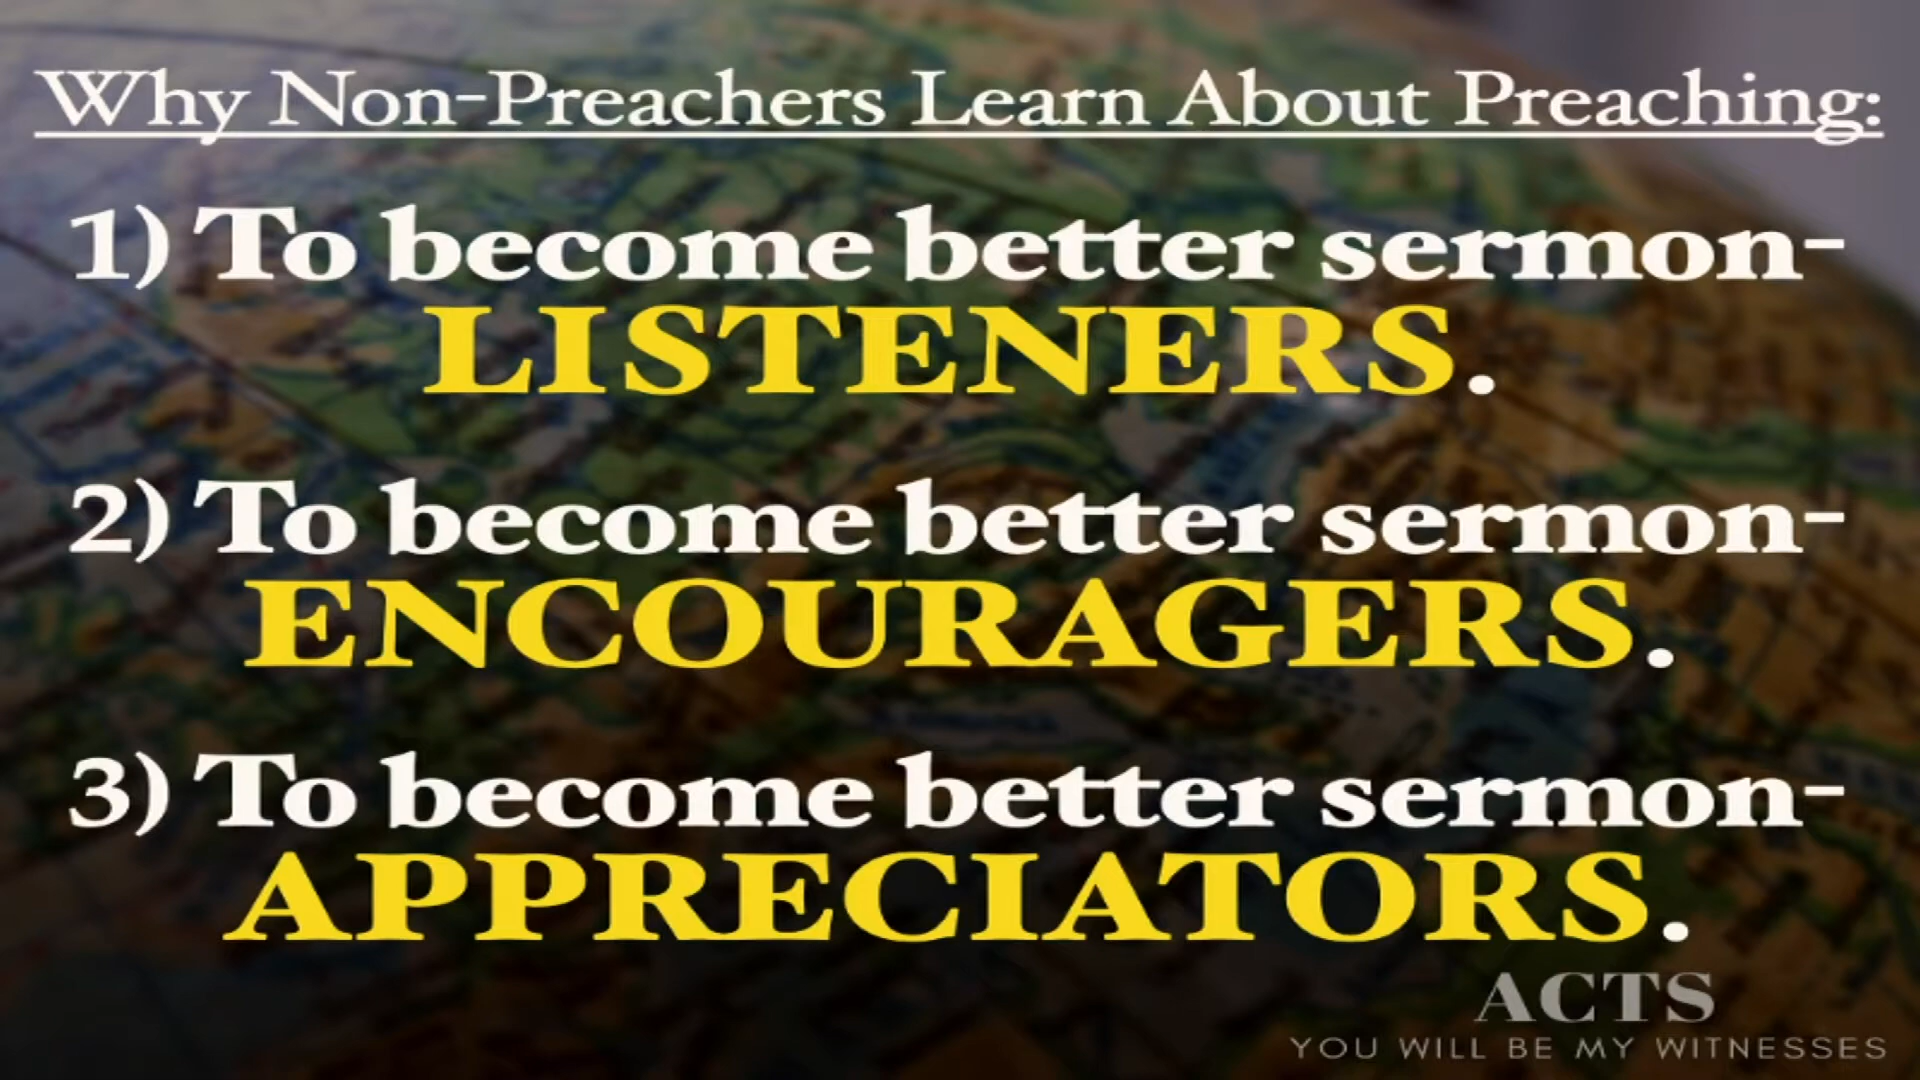 Why Non-Preachers Learn About Preaching:
1) To become better sermon-
LISTENERS.
2) To become better sermon-
ENCOURAGERS.
3) To become better sermon-
APPRECIATORS.
ACTS
YOU WILL BE MY WITNESSES